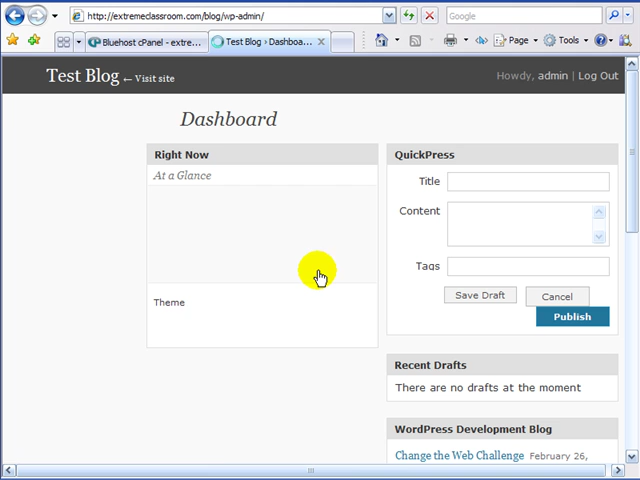 http://extremeclassroom.com/blog/wp-admin/
Google
Bluehost cPanel - extre...
Test Blog › Dashboa...
Page
Tools
Test Blog ← Visit site
Howdy, admin | Log Out
Dashboard
Right Now
At a Glance
Theme
QuickPress
Title
Content
Tags
Save Draft
Cancel
Publish
Recent Drafts
There are no drafts at the moment
WordPress Development Blog
Change the Web Challenge February 26,